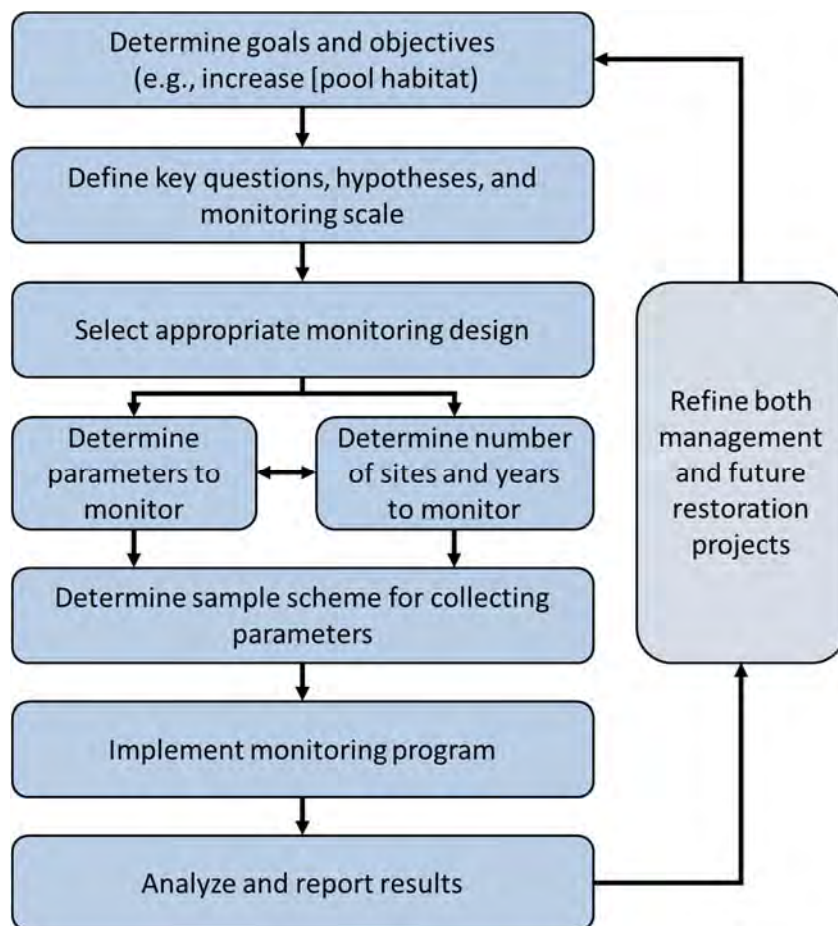 Determine goals and objectives
(e.g., increase [pool habitat)
Define key questions, hypotheses, and
monitoring scale
Select appropriate monitoring design
Determine
parameters to
monitor
Determine number
of sites and years
to monitor
Determine sample scheme for collecting
parameters
Implement monitoring program
Analyze and report results
Refine both
management
and future
restoration
projects